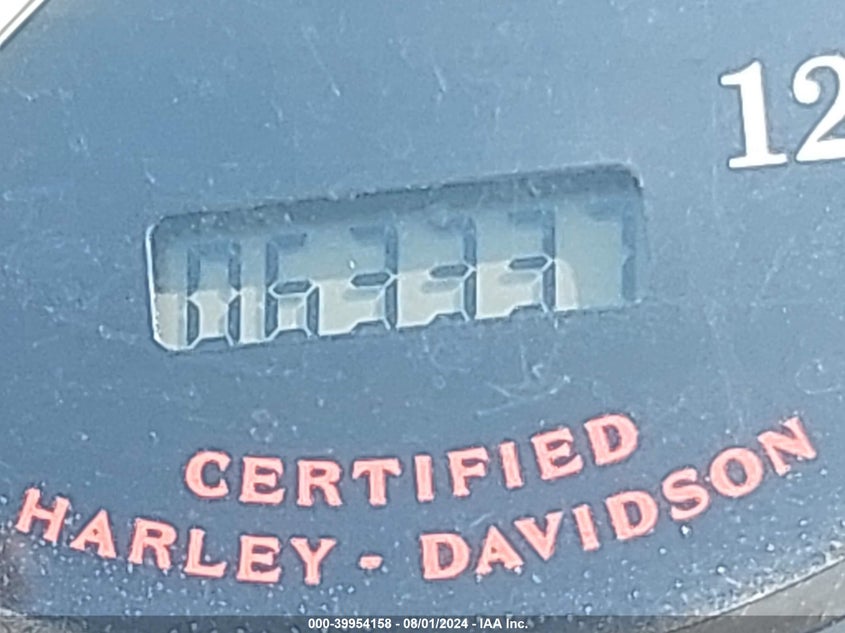 12
CERTIFIED
HARLEY - DAVIDSON
000-39954158 - 08/01/2024 - IAA Inc.